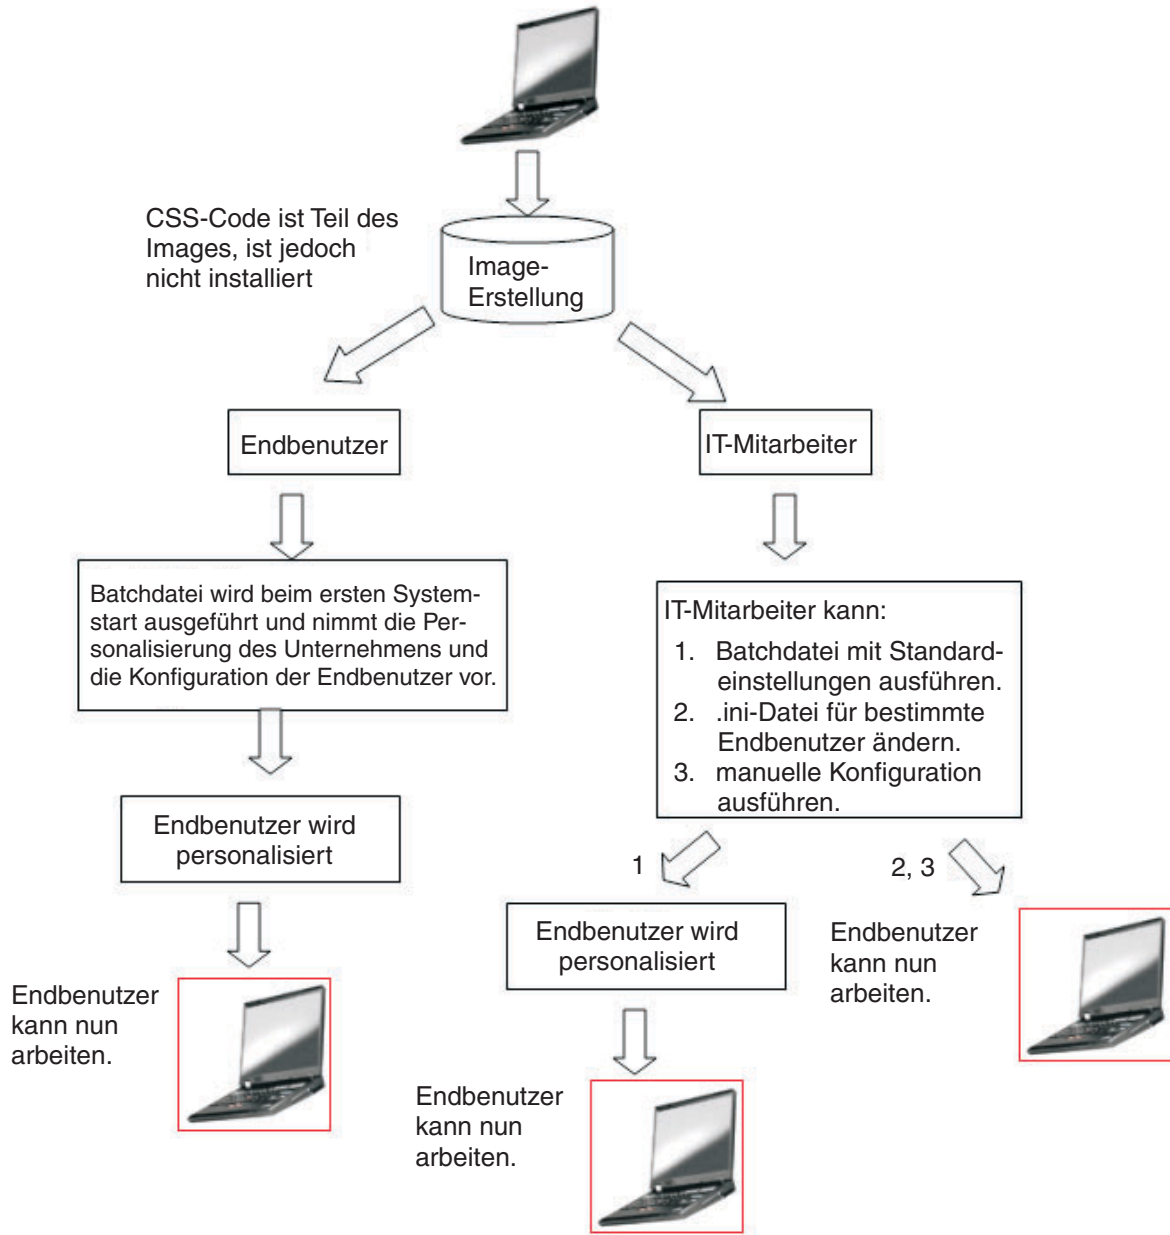 CSS-Code ist Teil des
Images, ist jedoch
nicht installiert
Image-
Erstellung
Endbenutzer
IT-Mitarbeiter
Batchdatei wird beim ersten System-
start ausgeführt und nimmt die Per-
sonalisierung des Unternehmens und
die Konfiguration der Endbenutzer vor.
IT-Mitarbeiter kann:
1. Batchdatei mit Standard-
einstellungen ausführen.
2. .ini-Datei für bestimmte
Endbenutzer ändern.
3. manuelle Konfiguration
ausführen.
Endbenutzer wird
personalisiert
1
2, 3
Endbenutzer wird
personalisiert
Endbenutzer
kann nun
arbeiten.
Endbenutzer
kann nun
arbeiten.
Endbenutzer
kann nun
arbeiten.